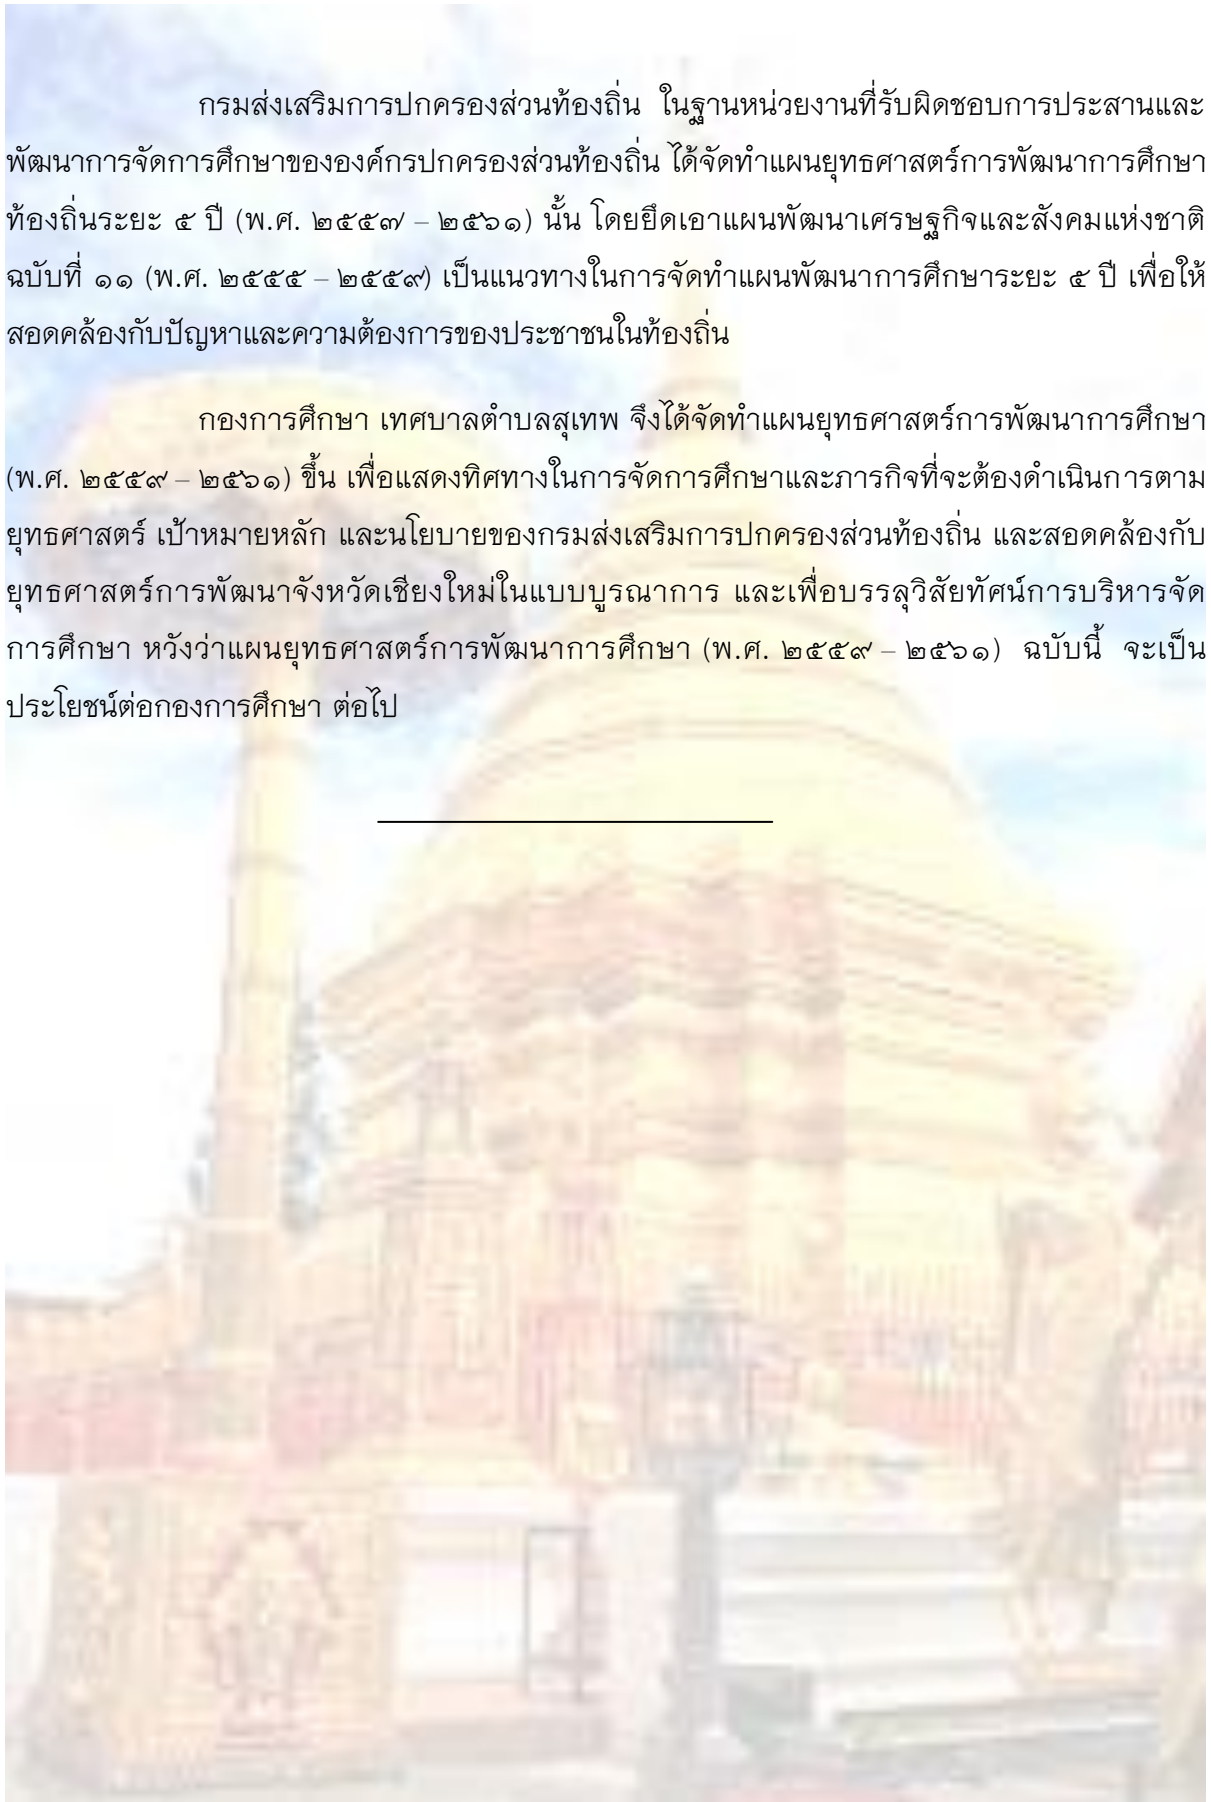 กรมส่งเสริมการปกครองส่วนท้องถิ่น ในฐานหน่วยงานที่รับผิดชอบการประสานและ
พัฒนาการจัดการศึกษาขององค์กรปกครองส่วนท้องถิ่น ได้จัดทำแผนยุทธศาสตร์การพัฒนาการศึกษา
ท้องถิ่นระยะ ๕ ปี (พ.ศ. ๒๕๕๗ – ๒๕๖๑) นั้น โดยยึดเอาแผนพัฒนาเศรษฐกิจและสังคมแห่งชาติ
ฉบับที่ ๑๑ (พ.ศ. ๒๕๕๕ – ๒๕๕๙) เป็นแนวทางในการจัดทำแผนพัฒนาการศึกษาระยะ ๕ ปี เพื่อให้
สอดคล้องกับปัญหาและความต้องการของประชาชนในท้องถิ่น
กองการศึกษา เทศบาลตำบลสุเทพ จึงได้จัดทำแผนยุทธศาสตร์การพัฒนาการศึกษา
(พ.ศ. ๒๕๕๙ – ๒๕๖๑) ขึ้น เพื่อแสดงทิศทางในการจัดการศึกษาและภารกิจที่จะต้องดำเนินการตาม
ยุทธศาสตร์ เป้าหมายหลัก และนโยบายของกรมส่งเสริมการปกครองส่วนท้องถิ่น และสอดคล้องกับ
ยุทธศาสตร์การพัฒนาจังหวัดเชียงใหม่ในแบบบูรณาการ และเพื่อบรรลุวิสัยทัศน์การบริหารจัด
การศึกษา หวังว่าแผนยุทธศาสตร์การพัฒนาการศึกษา (พ.ศ. ๒๕๕๙ – ๒๕๖๑) ฉบับนี้ จะเป็น
ประโยชน์ต่อกองการศึกษา ต่อไป